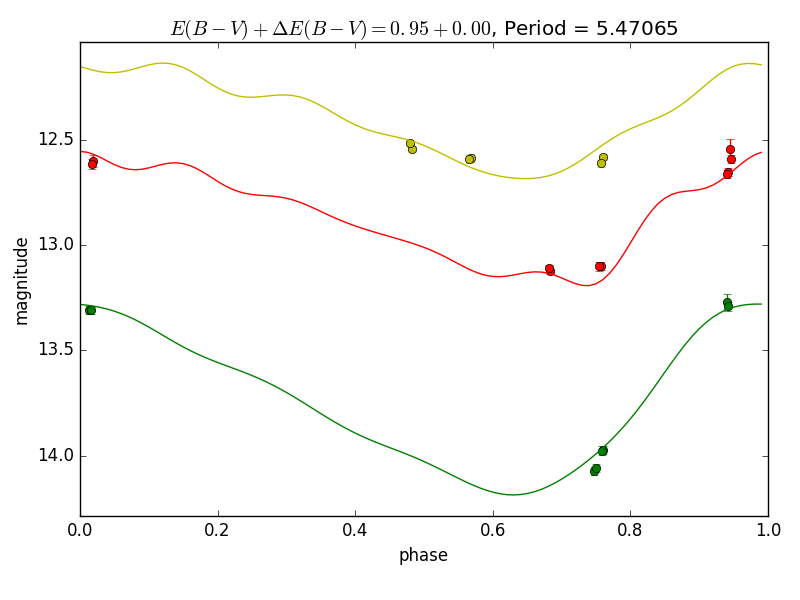 E(B − V) + ΔE(B − V) = 0.95 + 0.00, Period = 5.47065
12.5
13.0
13.5
14.0
magnitude
0.0 0.2 0.4 0.6 0.8 1.0
phase